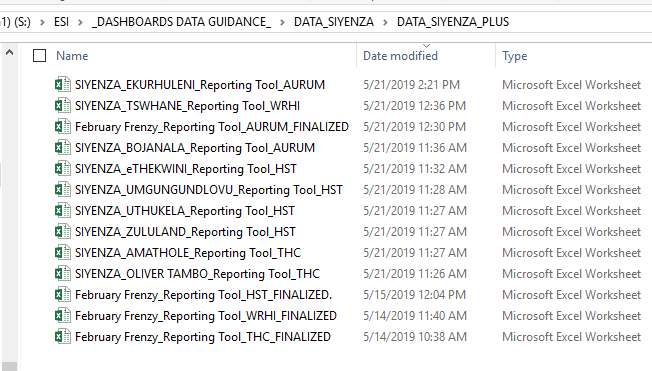 1) (S:) > ESI > _DASHBOARDS DATA GUIDANCE_ > DATA_SIYENZA > DATA_SIYENZA_PLUS
Name Date modified Type
SIYENZA_EKURHULENI_Reporting Tool_AURUM 5/21/2019 2:21 PM Microsoft Excel Worksheet
SIYENZA_TSWHANE_Reporting Tool_WRHI 5/21/2019 12:36 PM Microsoft Excel Worksheet
February Frenzy_Reporting Tool_AURUM_FINALIZED 5/21/2019 12:30 PM Microsoft Excel Worksheet
SIYENZA_BOJANALA_Reporting Tool_AURUM 5/21/2019 11:36 AM Microsoft Excel Worksheet
SIYENZA_eTHEKWINI_Reporting Tool_HST 5/21/2019 11:32 AM Microsoft Excel Worksheet
SIYENZA_UMGUNGUNDLOVU_Reporting Tool_HST 5/21/2019 11:28 AM Microsoft Excel Worksheet
SIYENZA_UTHUKELA_Reporting Tool_HST 5/21/2019 11:27 AM Microsoft Excel Worksheet
SIYENZA_ZULULAND_Reporting Tool_HST 5/21/2019 11:27 AM Microsoft Excel Worksheet
SIYENZA_AMATHOLE_Reporting Tool_THC 5/21/2019 11:27 AM Microsoft Excel Worksheet
SIYENZA_OLIVER TAMBO_Reporting Tool_THC 5/21/2019 11:26 AM Microsoft Excel Worksheet
February Frenzy_Reporting Tool_HST_FINALIZED. 5/15/2019 12:04 PM Microsoft Excel Worksheet
February Frenzy_Reporting Tool_WRHI_FINALIZED 5/14/2019 11:40 AM Microsoft Excel Worksheet
February Frenzy_Reporting Tool_THC_FINALIZED 5/14/2019 10:38 AM Microsoft Excel Worksheet